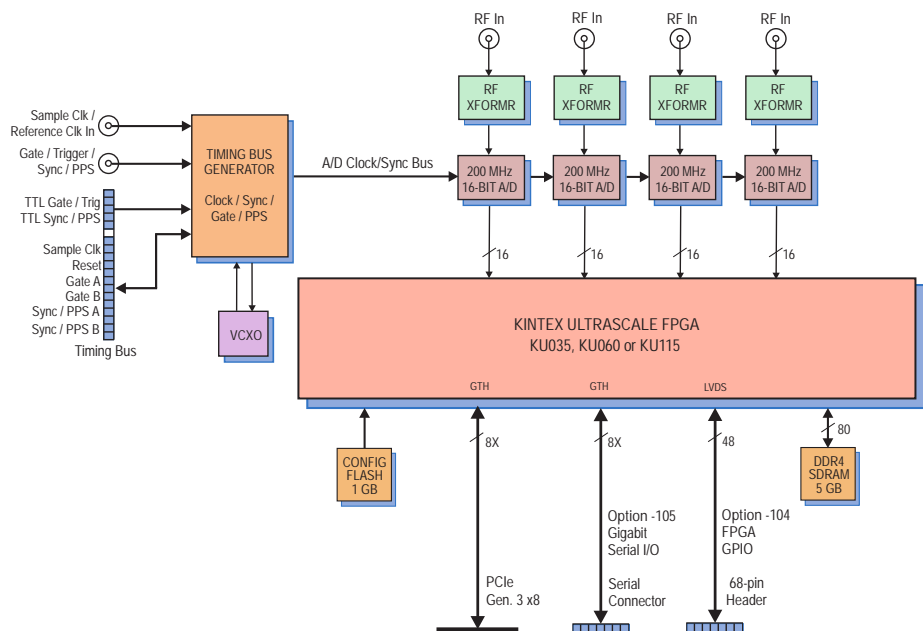 RF In
RF In
RF In
RF In
RF
XFORMR
RF
XFORMR
RF
XFORMR
RF
XFORMR
Sample Clk /
Reference Clk In
Gate / Trigger /
Sync / PPS
TTL Gate / Trig
TTL Sync / PPS
Sample Clk
Reset
Gate A
Gate B
Sync / PPS A
Sync / PPS B
Timing Bus
TIMING BUS
GENERATOR
Clock / Sync /
Gate / PPS
VCXO
A/D Clock/Sync Bus
200 MHz
16-BIT A/D
200 MHz
16-BIT A/D
200 MHz
16-BIT A/D
200 MHz
16-BIT A/D
16
16
16
16
KINTEX ULTRASCALE FPGA
KU035, KU060 or KU115
GTH
GTH
LVDS
8X
8X
48
80
CONFIG
FLASH
1 GB
DDR4
SDRAM
5 GB
Option -105
Gigabit
Serial I/O
Option -104
FPGA
GPIO
PCIe
Gen. 3 x8
Serial
Connector
68-pin
Header